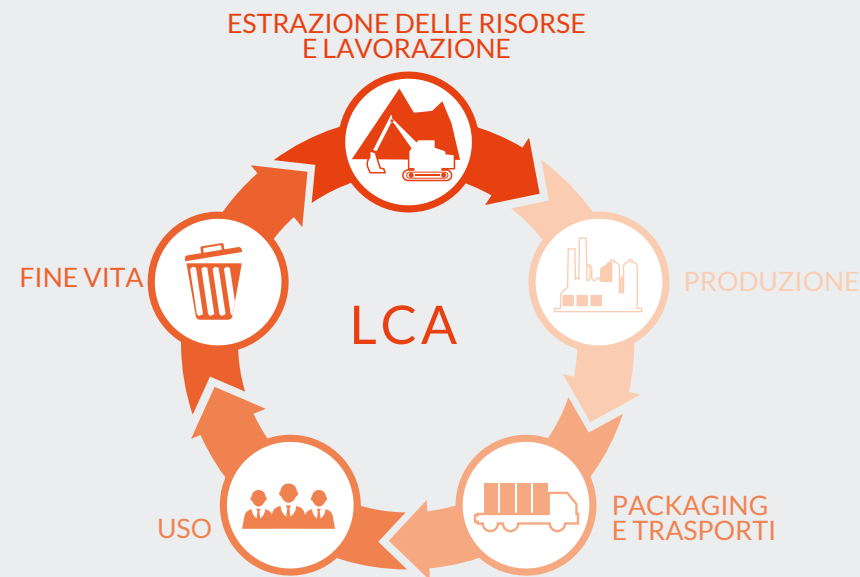 ESTRAZIONE DELLE RISORSE
E LAVORAZIONE
FINE VITA
PRODUZIONE
LCA
USO
PACKAGING
E TRASPORTI